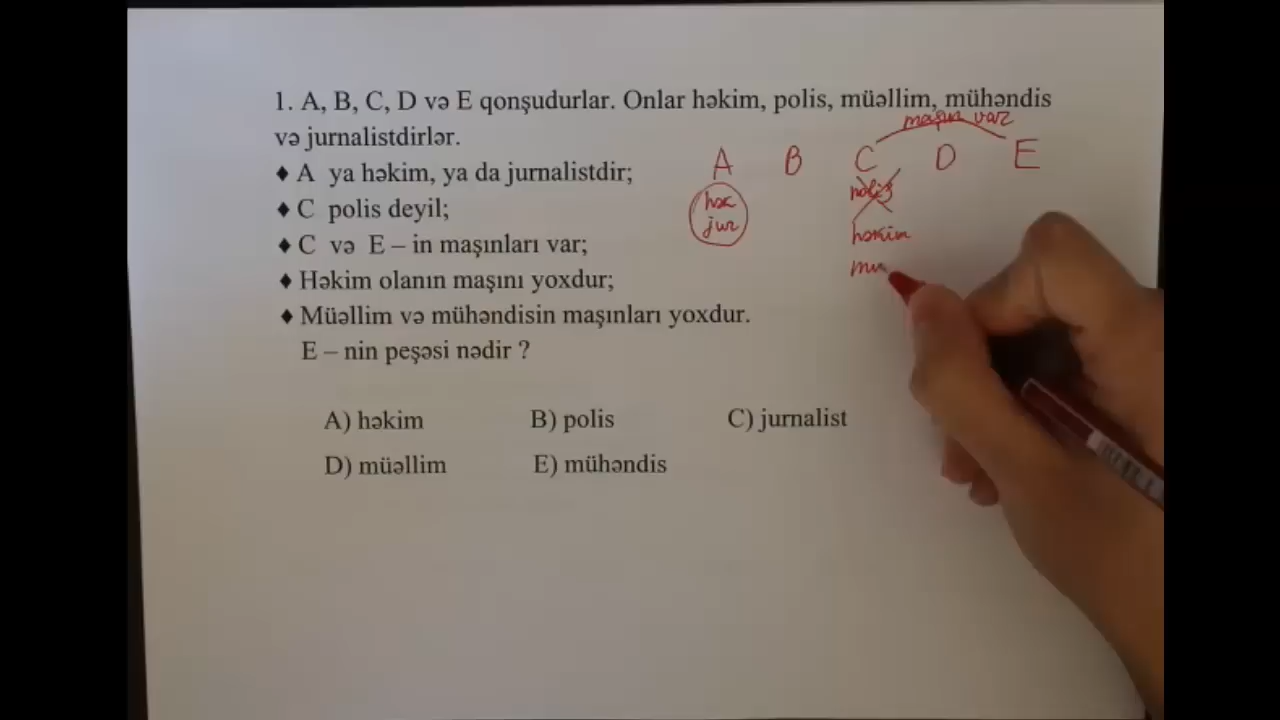 1. A, B, C, D və E qonşudurlar. Onlar həkim, polis, müəllim, mühəndis
və jurnalistdirlər.
♦ A ya həkim, ya da jurnalistdir;
♦ C polis deyil;
♦ C və E – in maşınları var;
♦ Həkim olanın maşını yoxdur;
♦ Müəllim və mühəndisin maşınları yoxdur.
E – nin peşəsi nədir ?
maşın var
A B C D E
hək
jur
polis
həkim
mü
A) həkim B) polis C) jurnalist
D) müəllim E) mühəndis